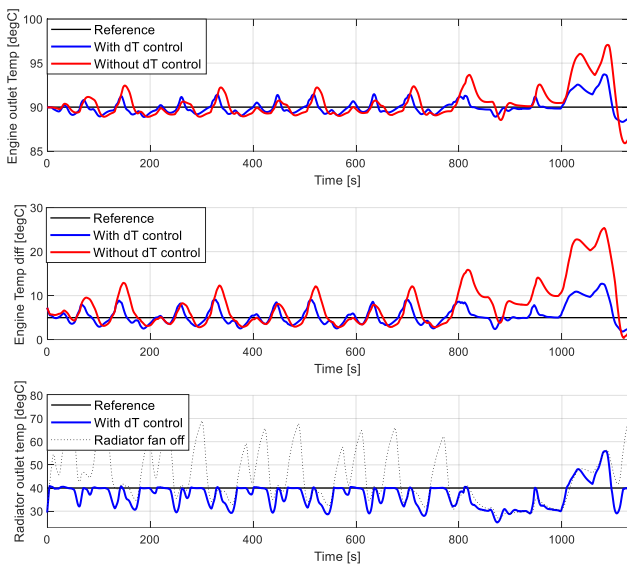 100
95
90
85
Engine outlet Temp [degC]
Reference
With dT control
Without dT control
0
200
400
600
800
1000
Time [s]
30
20
10
0
Engine Temp diff [degC]
Reference
With dT control
Without dT control
0
200
400
600
800
1000
Time [s]
80
70
60
50
40
30
Radiator outlet temp [degC]
Reference
With dT control
Radiator fan off
0
200
400
600
800
1000
Time [s]